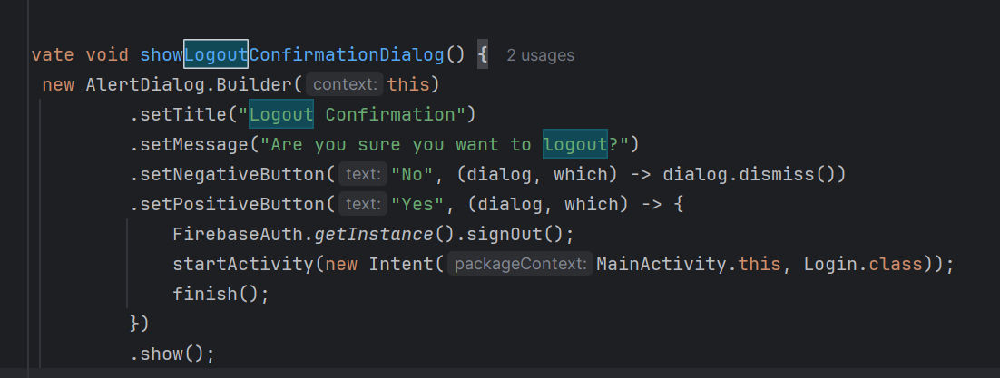 vate void showLogoutConfirmationDialog() { 2 usages
new AlertDialog.Builder( context: this)
.setTitle("Logout Confirmation")
.setMessage("Are you sure you want to logout?")
.setNegativeButton( text: "No", (dialog, which) -> dialog.dismiss())
.setPositiveButton( text: "Yes", (dialog, which) -> {
FirebaseAuth.getInstance().signOut();
startActivity(new Intent( packageContext: MainActivity.this, Login.class));
finish();
})
.show();